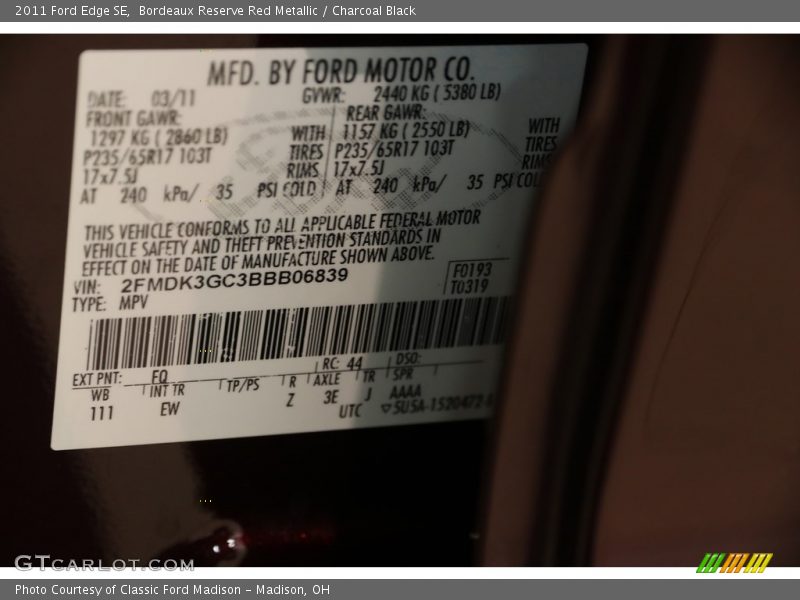 2011 Ford Edge SE,  Bordeaux Reserve Red Metallic / Charcoal Black
MFD. BY FORD MOTOR CO.
DATE: 03/11 GVWR: 2440 KG ( 5380 LB)
FRONT GAWR: REAR GAWR:
1297 KG ( 2860 LB) WITH 1157 KG ( 2550 LB) WITH
P235/65R17 103T TIRES P235/65R17 103T TIRES
17x7.5J RIMS 17x7.5J RIMS
AT 240 kPa/ 35 PSI COLD AT 240 kPa/ 35 PSI COL
THIS VEHICLE CONFORMS TO ALL APPLICABLE FEDERAL MOTOR
VEHICLE SAFETY AND THEFT PREVENTION STANDARDS IN
EFFECT ON THE DATE OF MANUFACTURE SHOWN ABOVE.
VIN: 2FMDK3GC3BBB06839 F0193
TYPE: MPV T0319
EXT PNT: FQ RC: 44 DSO:
WB INT TR TP/PS R AXLE TR SPR
111 EW Z 3E J AAAA
UTC ▽5U5A-1520472
GTCARLOT.COM
Photo Courtesy of Classic Ford Madison - Madison, OH